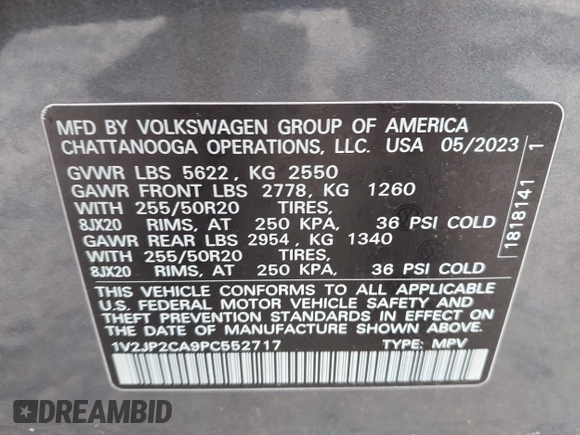 MFD BY VOLKSWAGEN GROUP OF AMERICA
CHATTANOOGA OPERATIONS, LLC. USA 05/2023
GVWR LBS 5622, KG 2550
GAWR FRONT LBS 2778, KG 1260
WITH 255/50R20 TIRES,
8JX20 RIMS, AT 250 KPA, 36 PSI COLD
GAWR REAR LBS 2954, KG 1340
WITH 255/50R20 TIRES,
8JX20 RIMS, AT 250 KPA, 36 PSI COLD
THIS VEHICLE CONFORMS TO ALL APPLICABLE
U.S. FEDERAL MOTOR VEHICLE SAFETY AND
THEFT PREVENTION STANDARDS IN EFFECT ON THE
DATE OF MANUFACTURE SHOWN ABOVE.
1V2JP2CA9PC552717 TYPE: MPV
1818141 1
DREAMBID